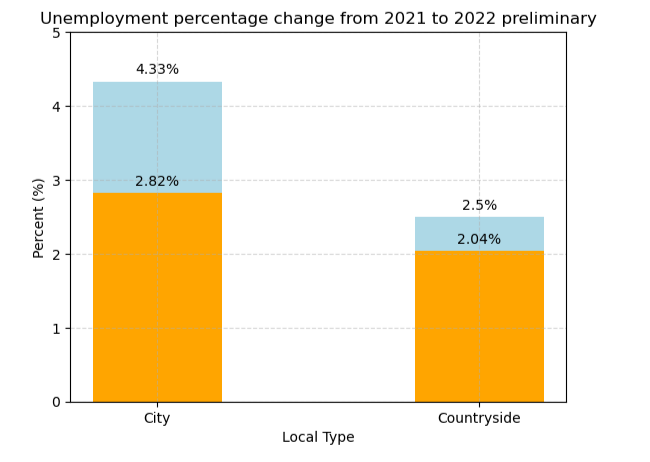 Unemployment percentage change from 2021 to 2022 preliminary
5
4.33%
4
3
2.82%
2.5%
2.04%
2
1
0
Percent (%)
City
Countryside
Local Type